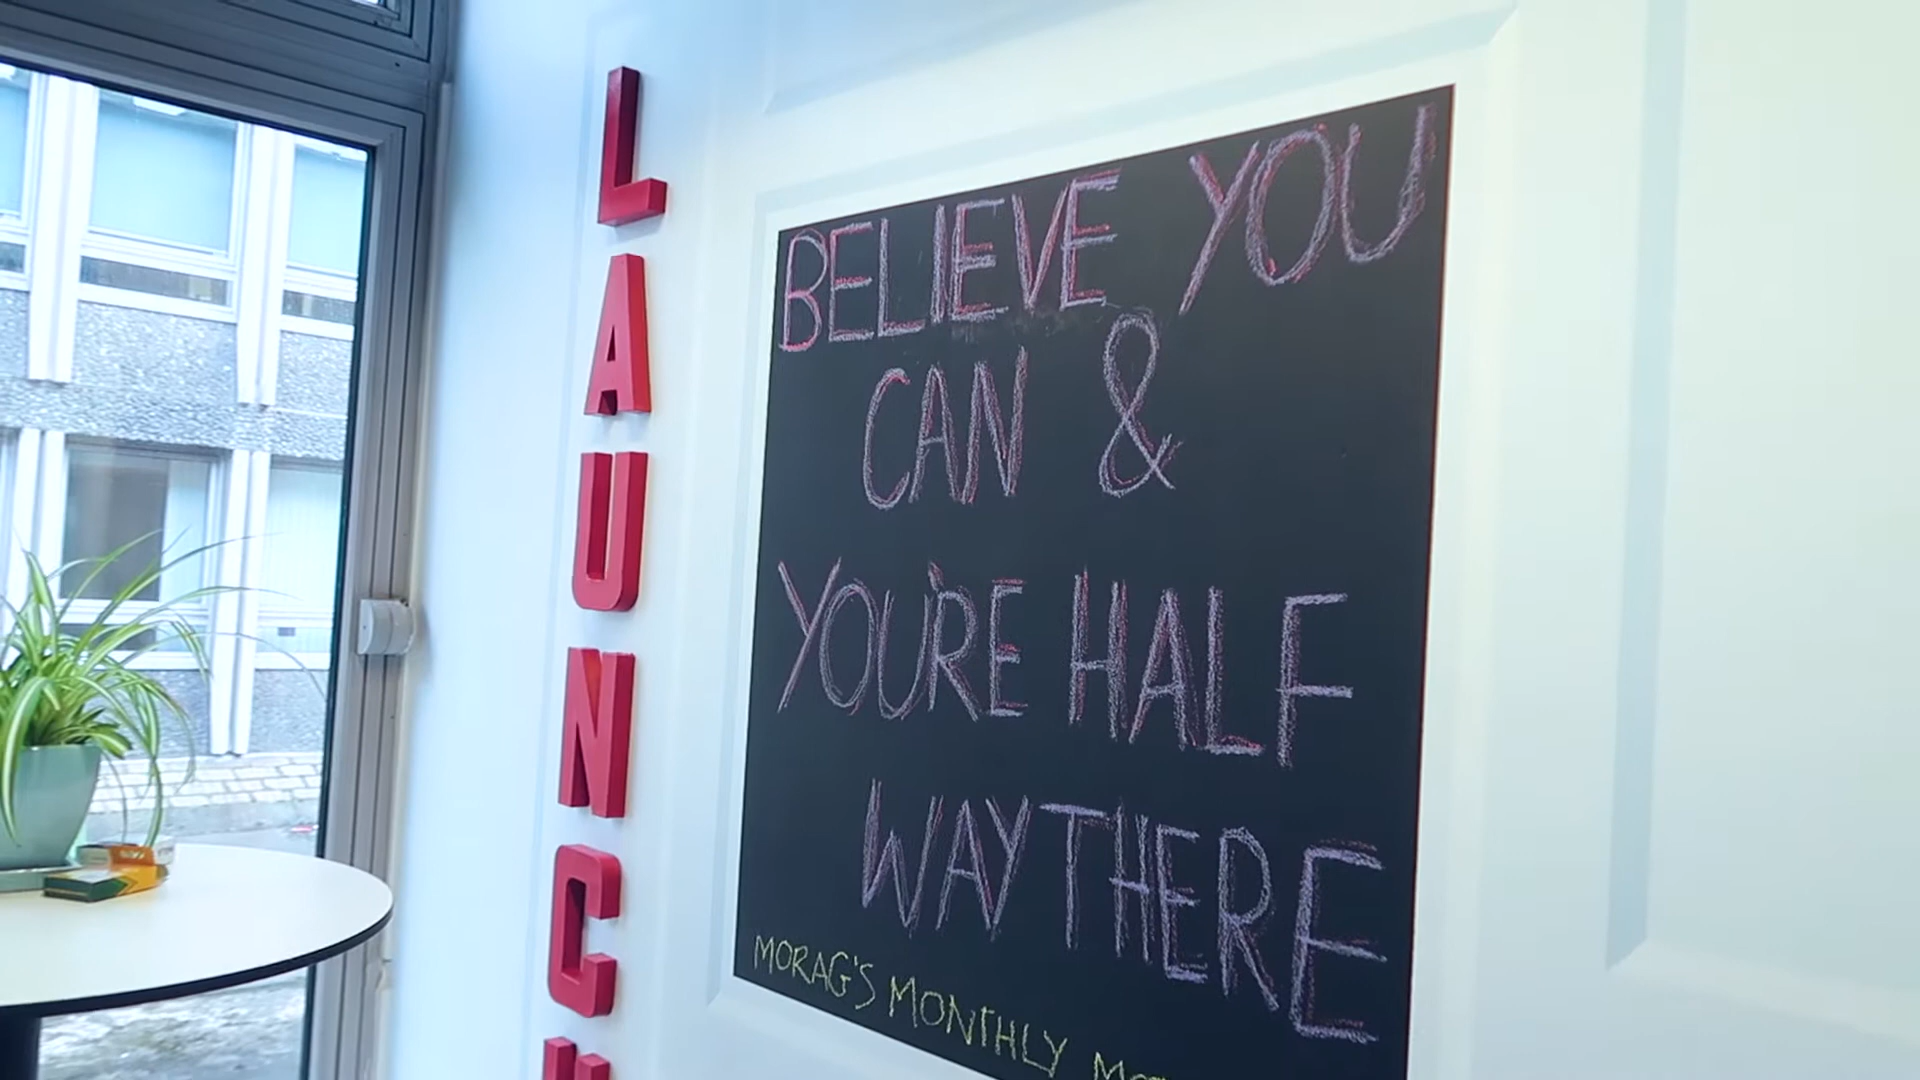 LAUNC
BELIEVE YOU
CAN &
YOU'RE HALF
WAY THERE
MORAG'S MONTHLY